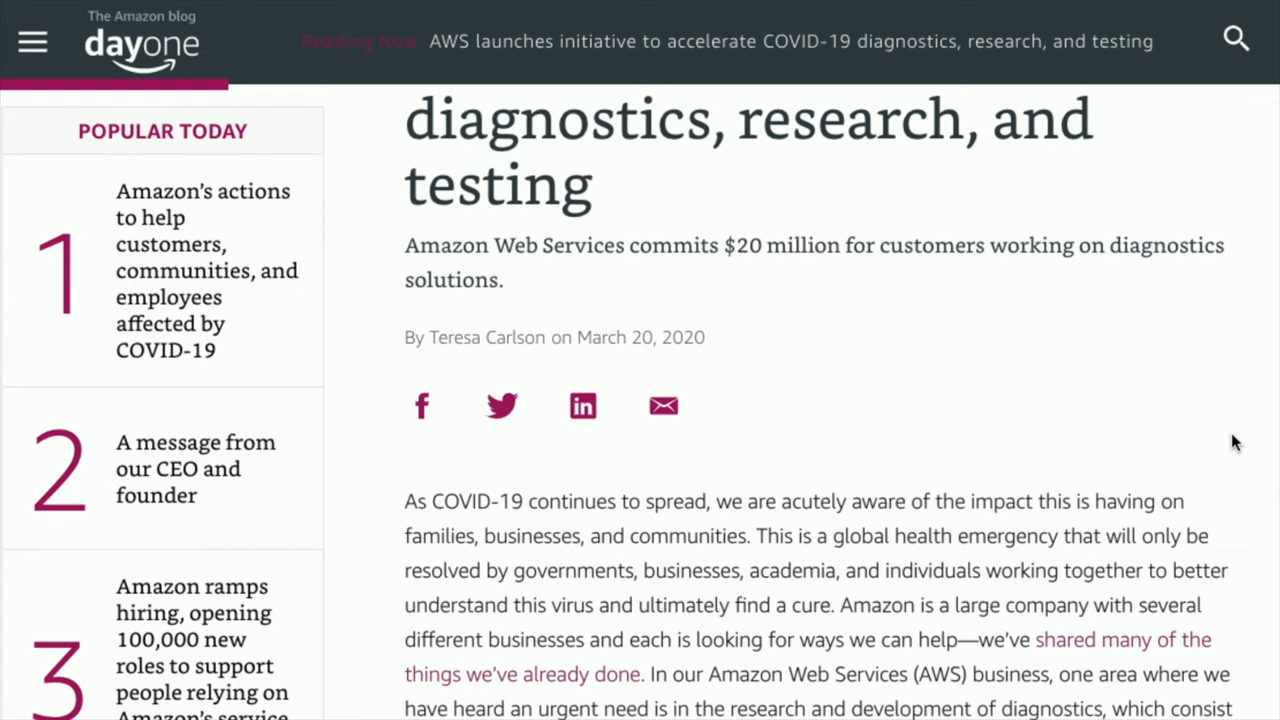 The Amazon blog
dayone
Reading Now AWS launches initiative to accelerate COVID-19 diagnostics, research, and testing
POPULAR TODAY
1
Amazon's actions
to help
customers,
communities, and
employees
affected by
COVID-19
2
A message from
our CEO and
founder
3
Amazon ramps
hiring, opening
100,000 new
roles to support
people relying on
Amazon's service
diagnostics, research, and
testing
Amazon Web Services commits $20 million for customers working on diagnostics
solutions.
By Teresa Carlson on March 20, 2020
As COVID-19 continues to spread, we are acutely aware of the impact this is having on
families, businesses, and communities. This is a global health emergency that will only be
resolved by governments, businesses, academia, and individuals working together to better
understand this virus and ultimately find a cure. Amazon is a large company with several
different businesses and each is looking for ways we can help—we've shared many of the
things we've already done. In our Amazon Web Services (AWS) business, one area where we
have heard an urgent need is in the research and development of diagnostics, which consist